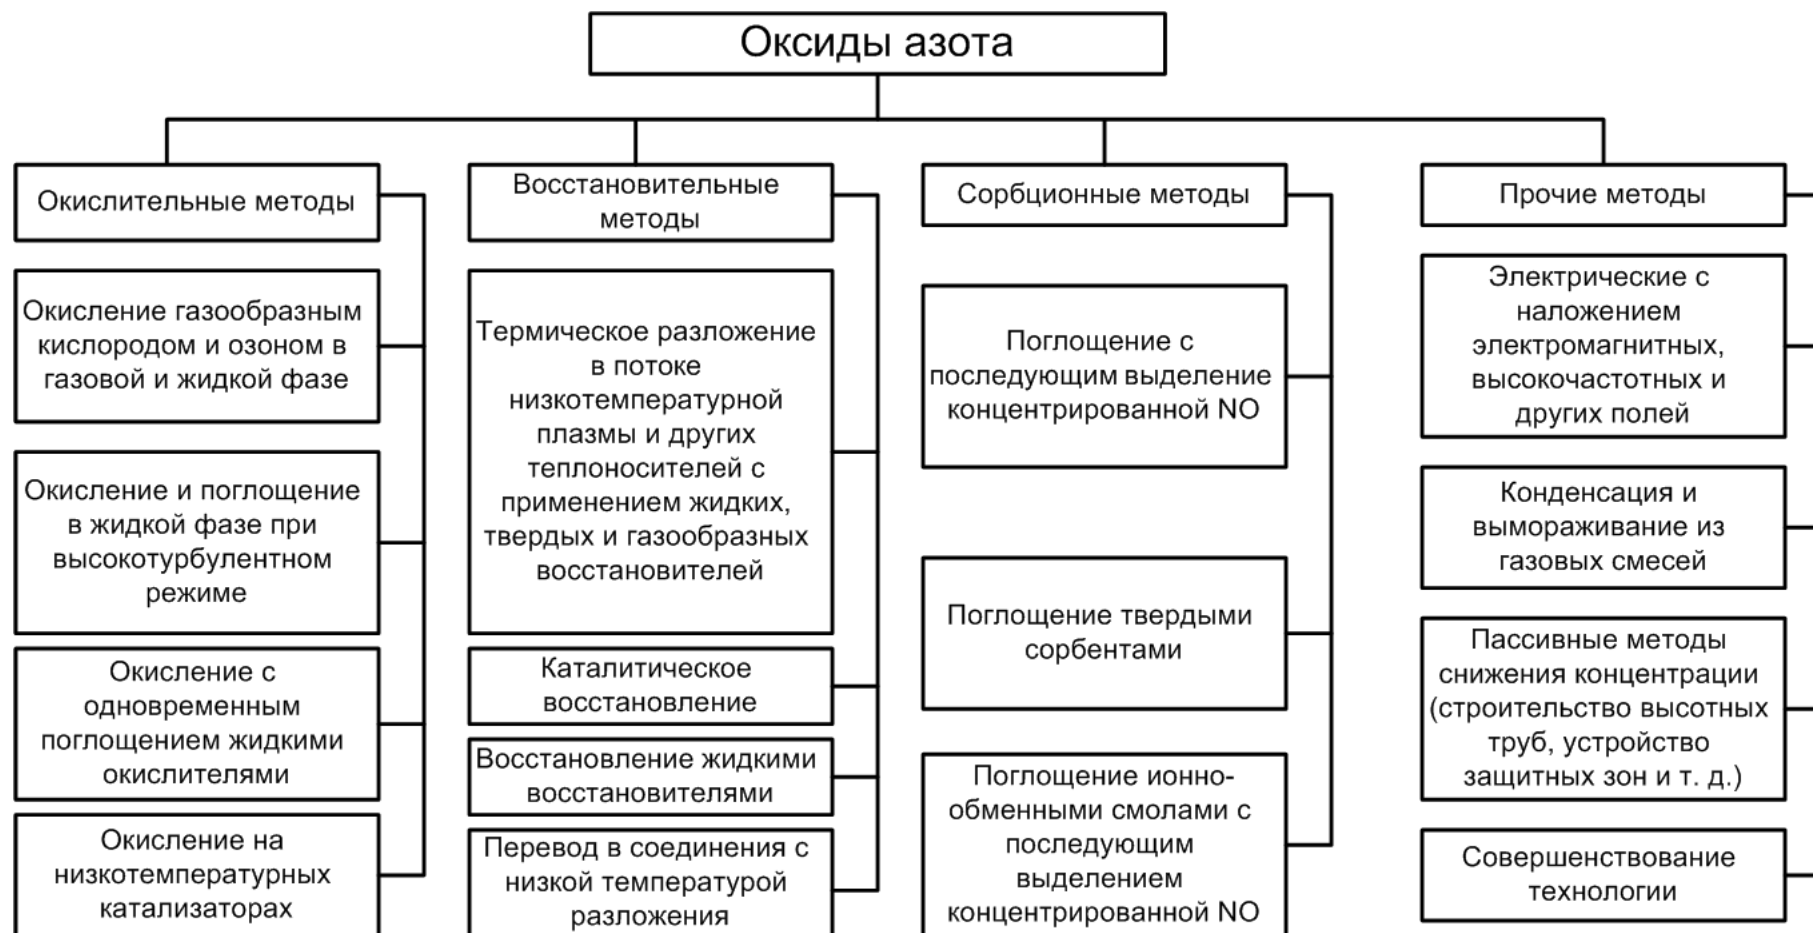 Оксиды азота
Окислительные методы
Окисление газообразным
кислородом и озоном в
газовой и жидкой фазе
Окисление и поглощение
в жидкой фазе при
высокотурбулентном
режиме
Окисление с
одновременным
поглощением жидкими
окислителями
Окисление на
низкотемпературных
катализаторах
Восстановительные
методы
Термическое разложение
в потоке
низкотемпературной
плазмы и других
теплоносителей с
применением жидких,
твердых и газообразных
восстановителей
Каталитическое
восстановление
Восстановление жидкими
восстановителями
Перевод в соединения с
низкой температурой
разложения
Сорбционные методы
Поглощение с
последующим выделение
концентрированной NO
Поглощение твердыми
сорбентами
Поглощение ионно-
обменными смолами с
последующим
выделением
концентрированной NO
Прочие методы
Электрические с
наложением
электромагнитных,
высокочастотных и
других полей
Конденсация и
вымораживание из
газовых смесей
Пассивные методы
снижения концентрации
(строительство высотных
труб, устройство
защитных зон и т. д.)
Совершенствование
технологии